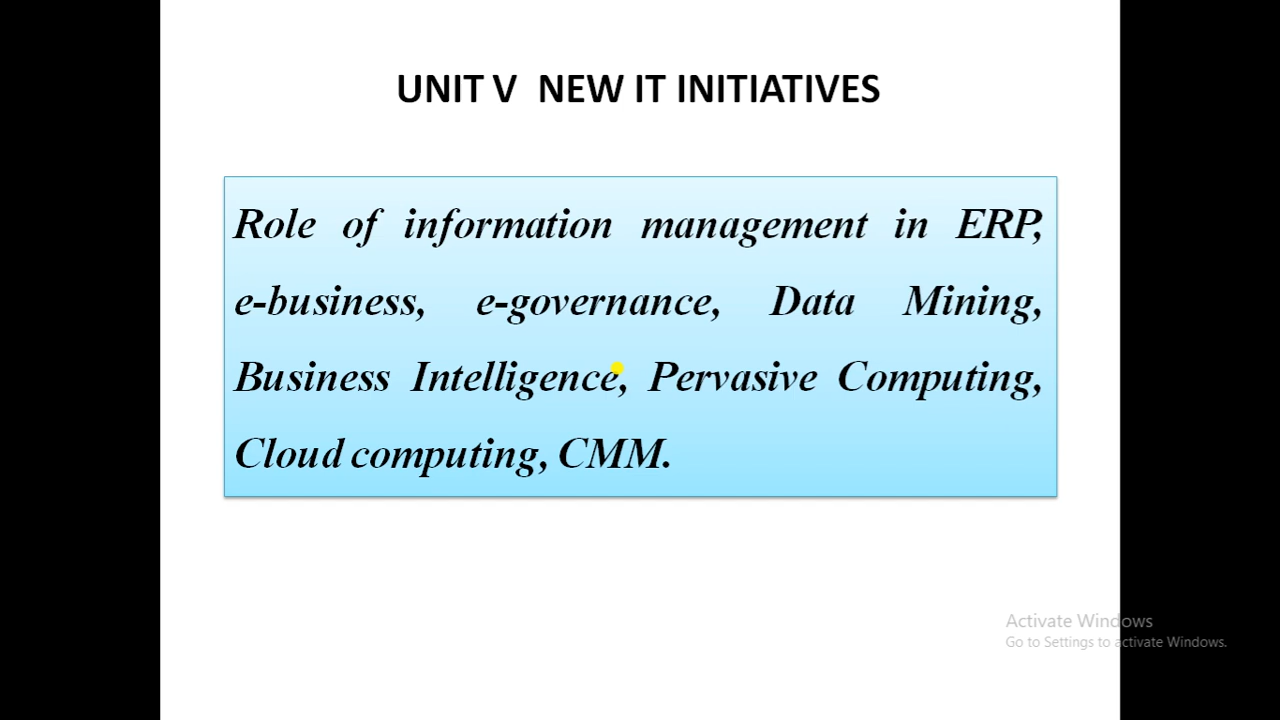 UNIT V NEW IT INITIATIVES
Role of information management in ERP,
e-business, e-governance, Data Mining,
Business Intelligence, Pervasive Computing,
Cloud computing, CMM.
Activate Windows
Go to Settings to activate Windows.